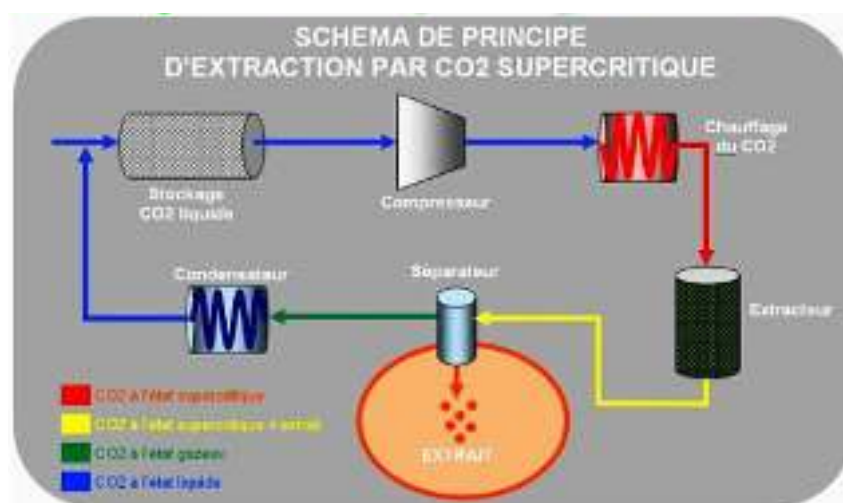 SCHEMA DE PRINCIPE
D'EXTRACTION PAR CO2 SUPERCRITIQUE
Chauffage
du CO2
Stockage
CO2 liquide
Compresseur
Condensateur
Séparateur
Extracteur
CO2 à l'état supercritique
CO2 à l'état supercritique + extrait
CO2 à l'état gazeux
CO2 à l'état liquide
EXTRAIT